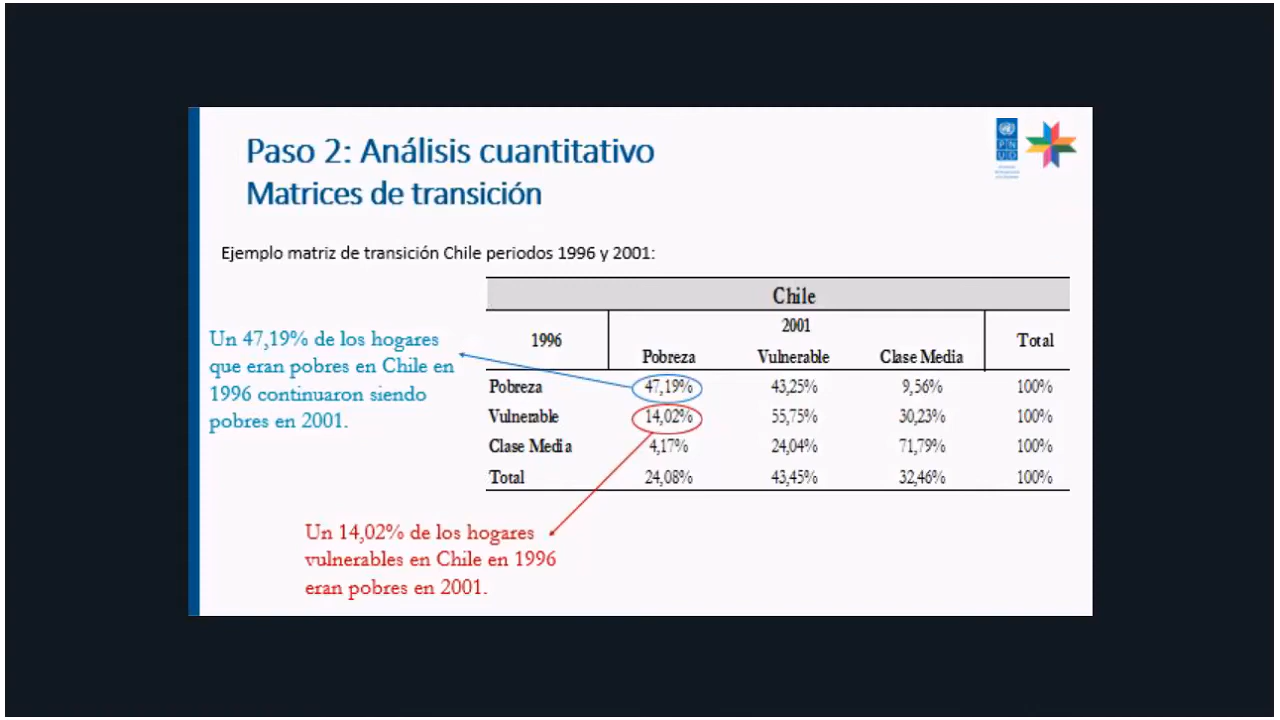 Paso 2: Análisis cuantitativo
Matrices de transición
P N
U D
Ejemplo matriz de transición Chile periodos 1996 y 2001:
Chile
1996 2001 Total
Pobreza Vulnerable Clase Media
Pobreza 47,19% 43,25% 9,56% 100%
Vulnerable 14,02% 55,75% 30,23% 100%
Clase Media 4,17% 24,04% 71,79% 100%
Total 24,08% 43,45% 32,46% 100%
Un 47,19% de los hogares
que eran pobres en Chile en
1996 continuaron siendo
pobres en 2001.
Un 14,02% de los hogares
vulnerables en Chile en 1996
eran pobres en 2001.